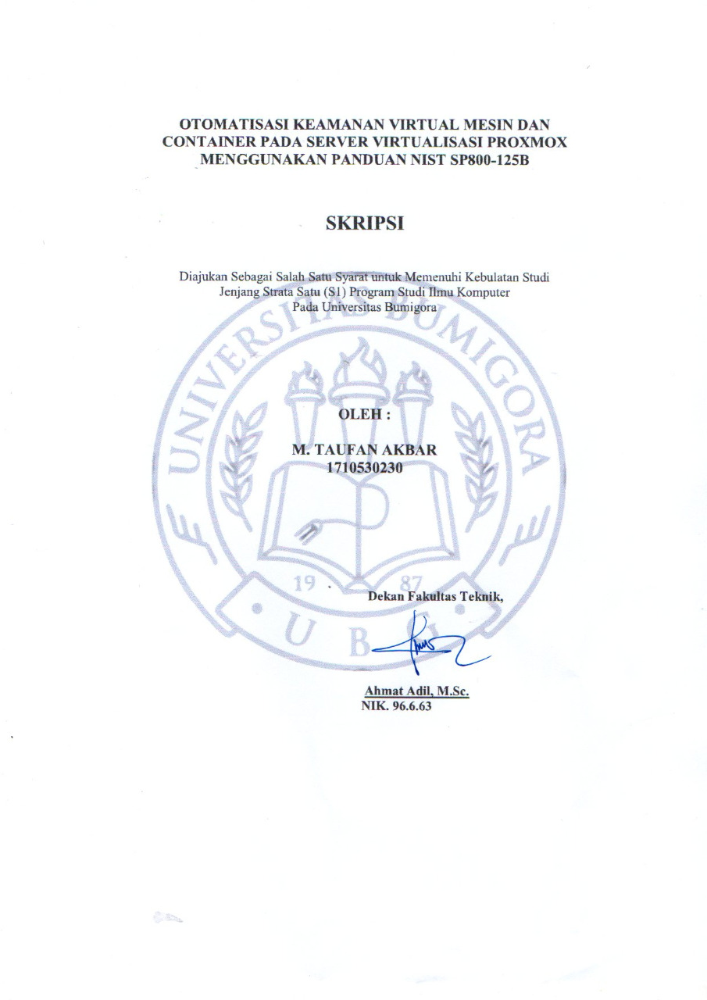 OTOMATISASI KEAMANAN VIRTUAL MESIN DAN
CONTAINER PADA SERVER VIRTUALISASI PROXMOX
MENGGUNAKAN PANDUAN NIST SP800-125B
SKRIPSI
Diajukan Sebagai Salah Satu Syarat untuk Memenuhi Kebulatan Studi
Jenjang Strata Satu (S1) Program Studi Ilmu Komputer
Pada Universitas Bumigora
UNIVERSITAS BUMIGORA
OLEH :
M. TAUFAN AKBAR
1710530230
19 87
U B G
Dekan Fakultas Teknik,
Ahmat Adil, M.Sc.
NIK. 96.6.63